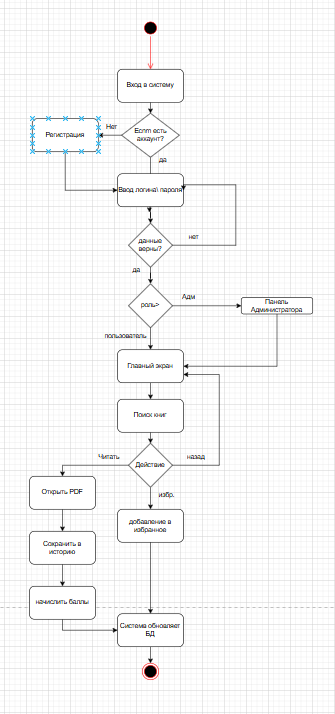 Вход в систему
Еспт есть
аккаунт?
Нет
Регистрация
да
Ввод логина\ пароля
данные
верны?
нет
да
роль>
Адм
Панель
Администратора
пользователь
Главный экран
Поиск книг
Действие
Читать
назад
избр.
Открыть PDF
добавление в
избранное
Сохранить в
историю
начислить баллы
Система обновляет
БД